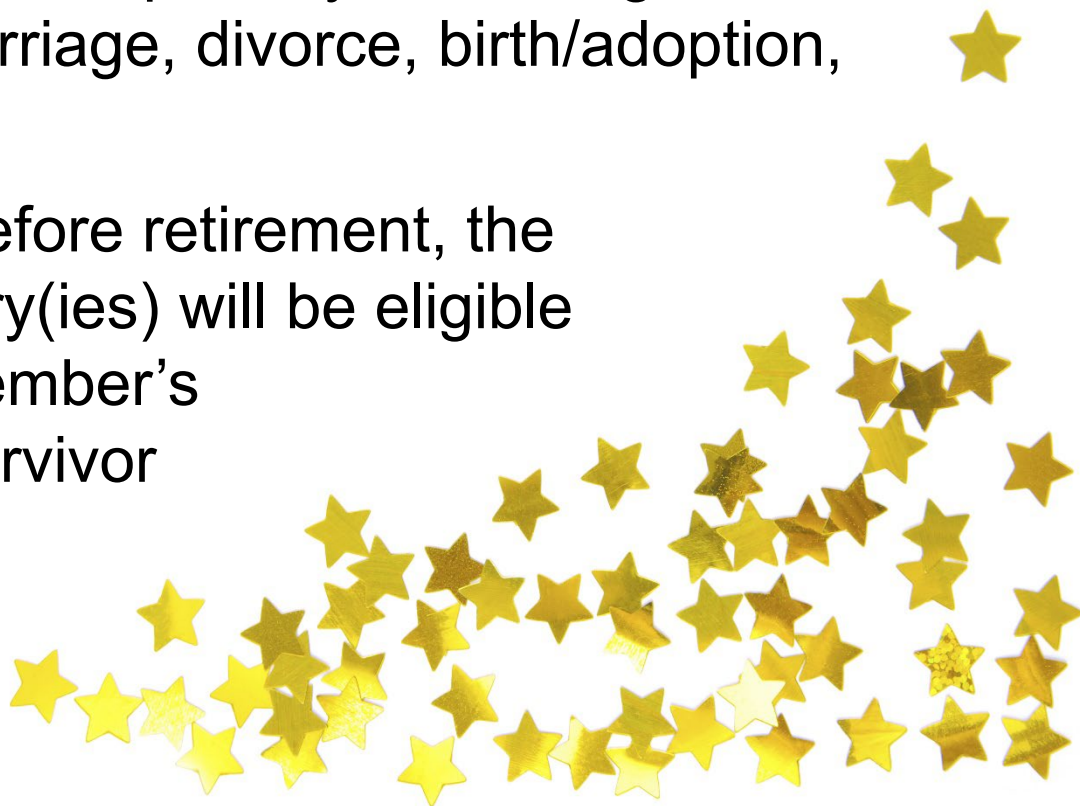 rriage, divorce, birth/adoption,
efore retirement, the
ry(ies) will be eligible
ember’s
rvivor